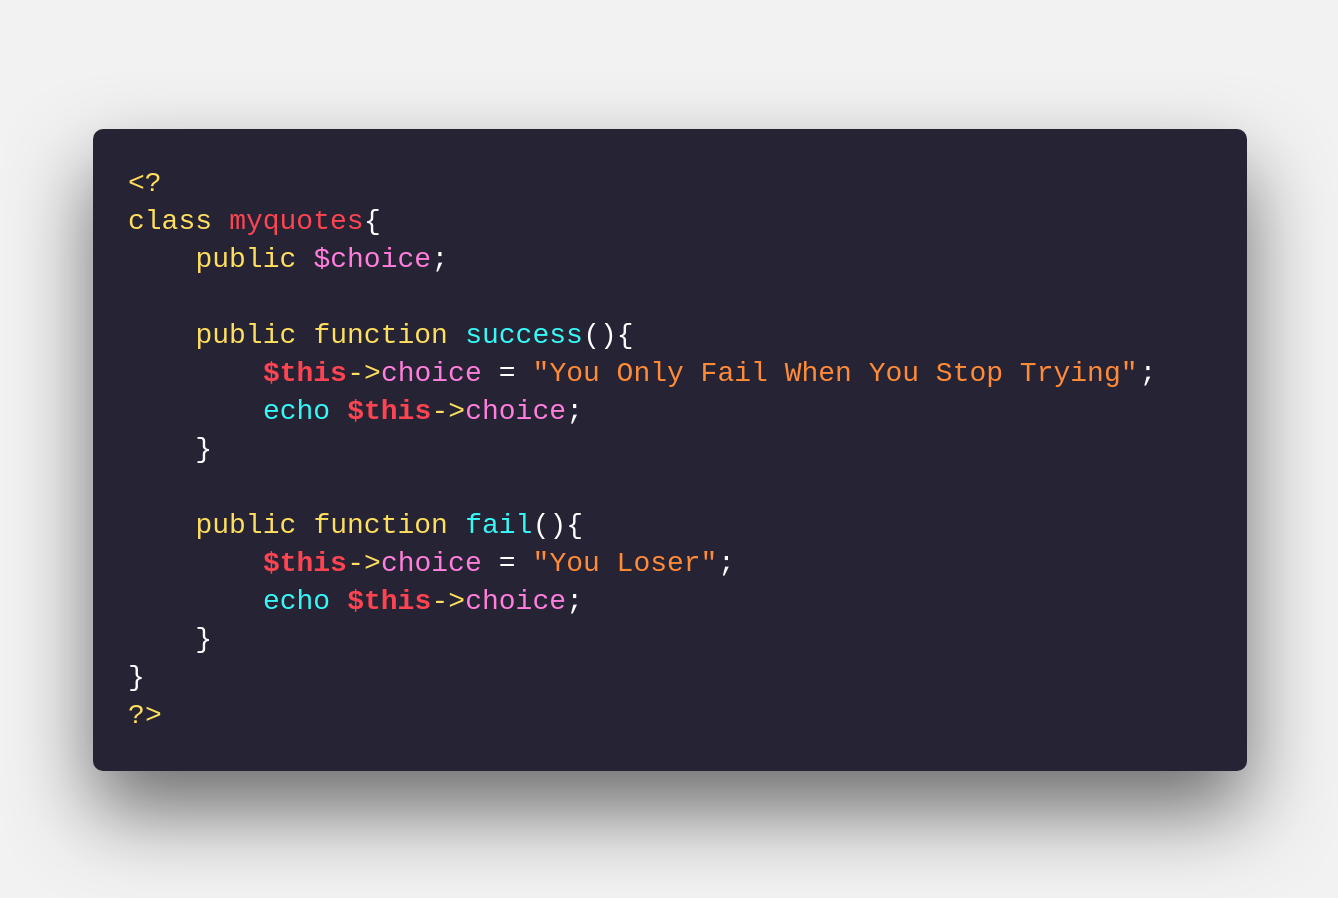 <?
class myquotes{
    public $choice;

    public function success(){
        $this->choice = "You Only Fail When You Stop Trying";
        echo $this->choice;
    }

    public function fail(){
        $this->choice = "You Loser";
        echo $this->choice;
    }
}
?>